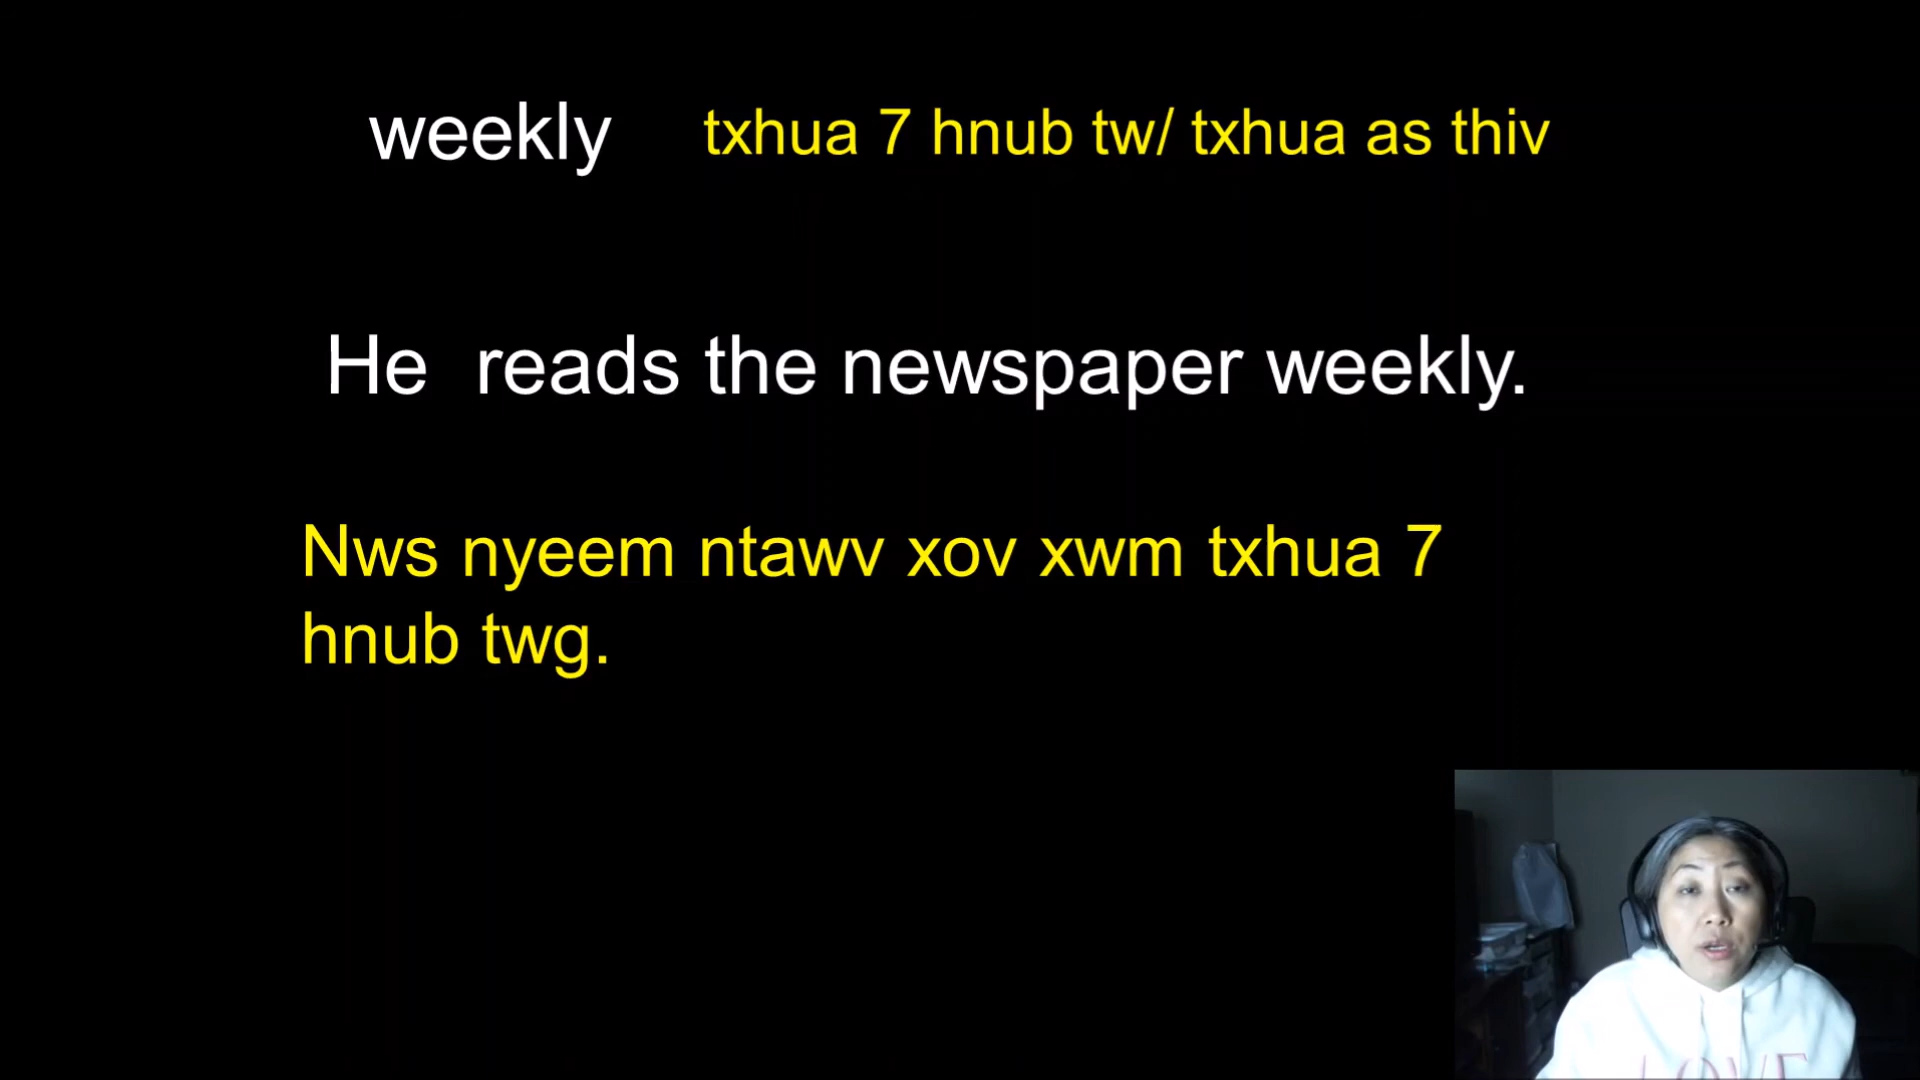 weekly txhua 7 hnub tw/ txhua as thiv
He reads the newspaper weekly.
Nws nyeem ntawv xov xwm txhua 7
hnub twg.
LOVE